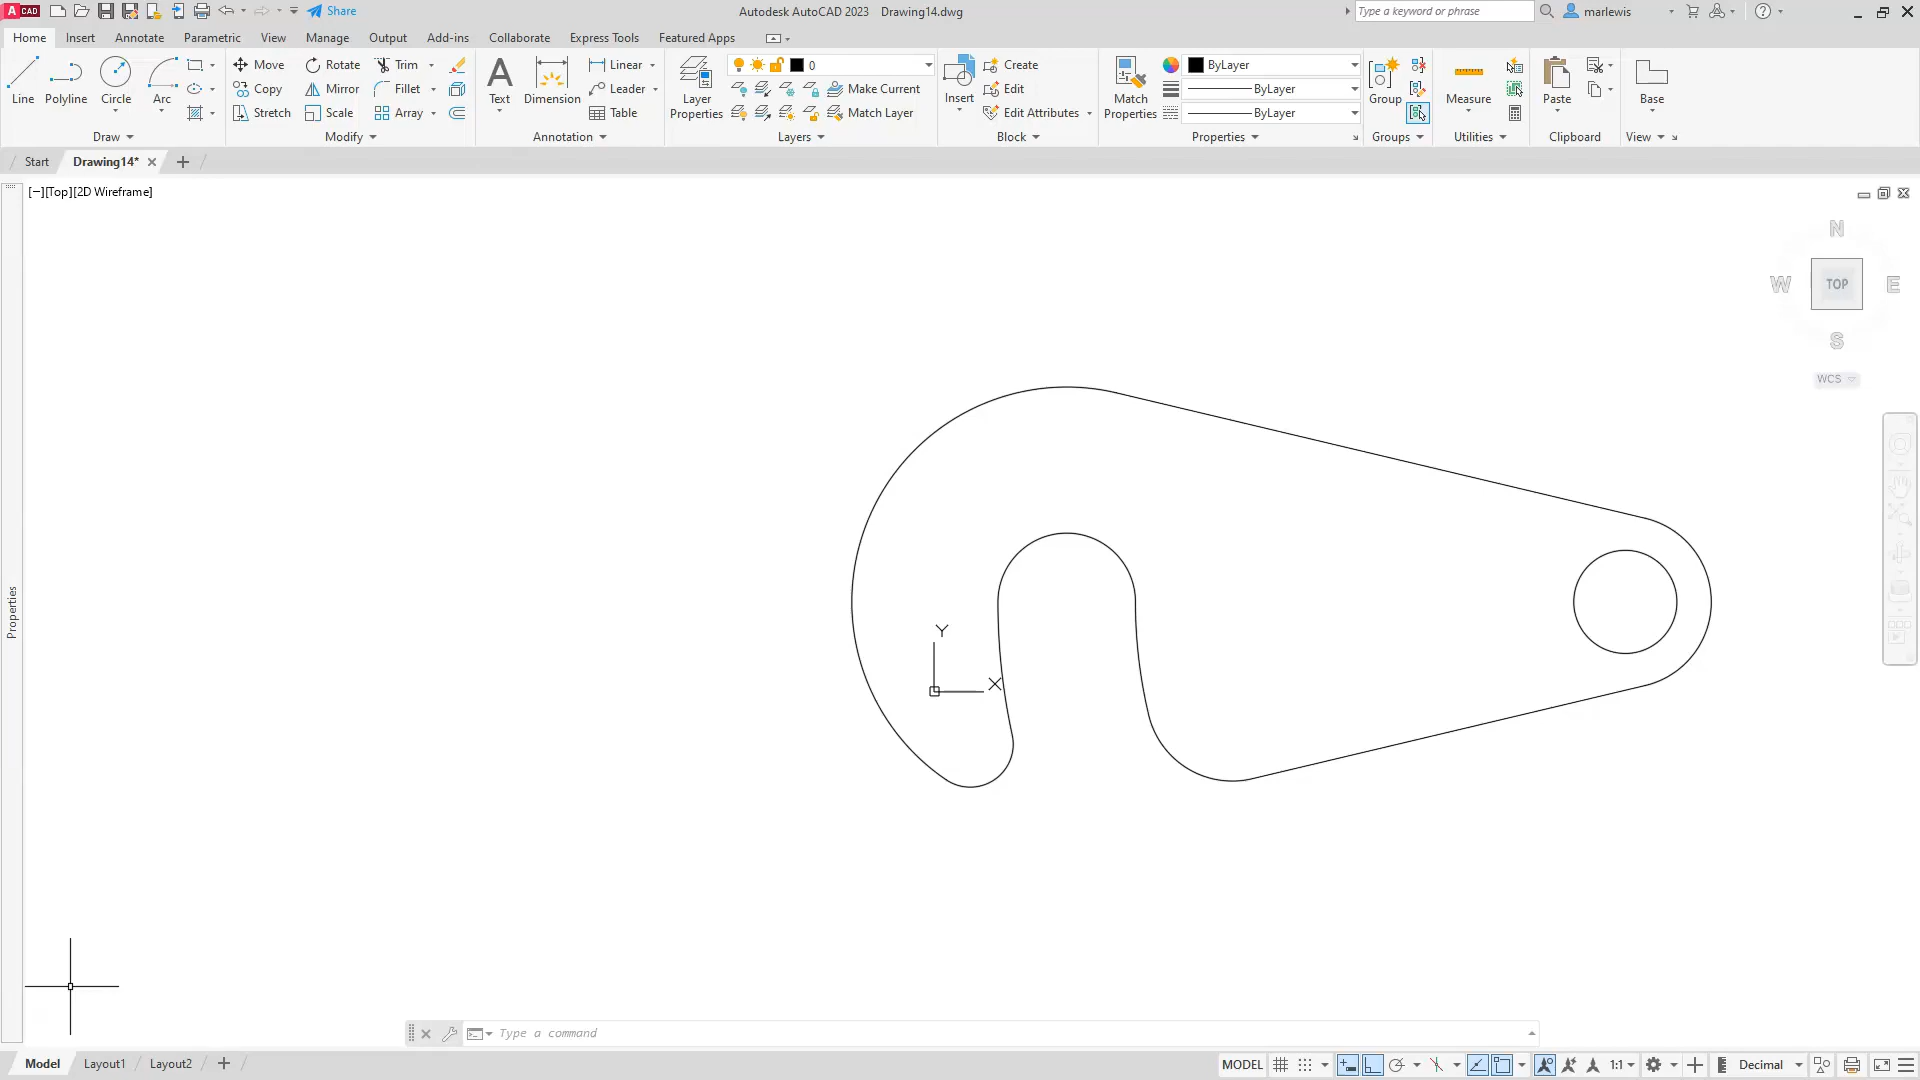 A CAD Share Autodesk AutoCAD 2023 Drawing14.dwg Type a keyword or phrase marlewis
Home Insert Annotate Parametric View Manage Output Add-ins Collaborate Express Tools Featured Apps
Line Polyline Circle Arc
Draw
Move Rotate Trim
Copy Mirror Fillet
Stretch Scale Array
Modify
Text Dimension
Linear
Leader
Table
Annotation
Layer Properties
0
Make Current
Match Layer
Layers
Insert
Create
Edit
Edit Attributes
Block
Match Properties
ByLayer
ByLayer
ByLayer
Properties
Group
Groups
Measure
Utilities
Paste
Clipboard
Base
View
Start Drawing14*
[−][Top][2D Wireframe]
N
W TOP E
S
WCS
Y
X
Properties
Type a command
Model Layout1 Layout2 MODEL 1:1 Decimal